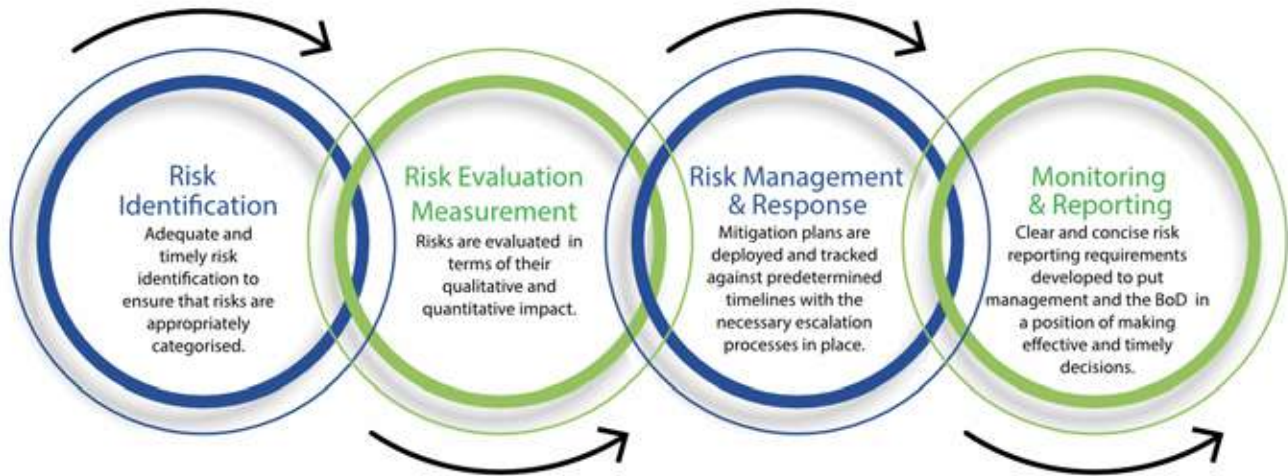 Risk
Identification
Adequate and
timely risk
identification to
ensure that risks are
appropriately
categorised.
Risk Evaluation
Measurement
Risks are evaluated in
terms of their
qualitative and
quantitative impact.
Risk Management
& Response
Mitigation plans are
deployed and tracked
against predetermined
timelines with the
necessary escalation
processes in place.
Monitoring
& Reporting
Clear and concise risk
reporting requirements
developed to put
management and the BoD in
a position of making
effective and timely
decisions.